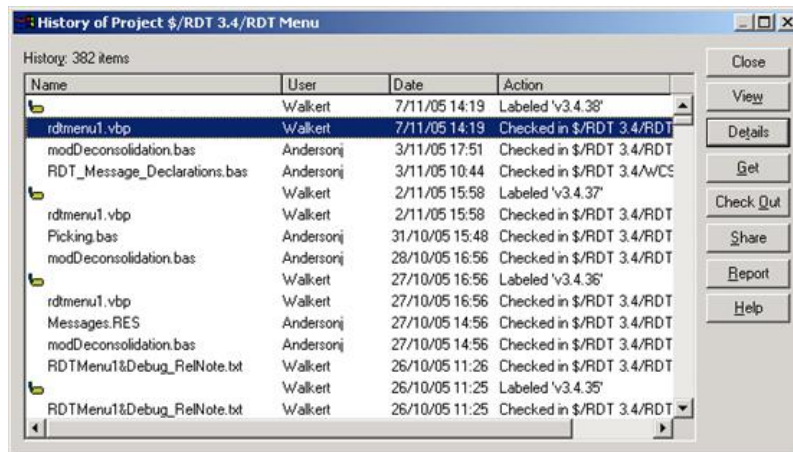 History of Project $/RDT 3.4/RDT Menu
History: 382 items
Name User Date Action
Walkert 7/11/05 14:19 Labeled 'v3.4.38'
rdtmenu1.vbp Walkert 7/11/05 14:19 Checked in $/RDT 3.4/RDT
modDeconsolidation.bas Andersonj 3/11/05 17:51 Checked in $/RDT 3.4/RDT
RDT_Message_Declarations.bas Andersonj 3/11/05 10:44 Checked in $/RDT 3.4/WCS
Walkert 2/11/05 15:58 Labeled 'v3.4.37'
rdtmenu1.vbp Walkert 2/11/05 15:58 Checked in $/RDT 3.4/RDT
Picking.bas Andersonj 31/10/05 15:48 Checked in $/RDT 3.4/RDT
modDeconsolidation.bas Andersonj 28/10/05 16:56 Checked in $/RDT 3.4/RDT
Walkert 27/10/05 16:56 Labeled 'v3.4.36'
rdtmenu1.vbp Walkert 27/10/05 16:56 Checked in $/RDT 3.4/RDT
Messages.RES Andersonj 27/10/05 14:56 Checked in $/RDT 3.4/RDT
modDeconsolidation.bas Andersonj 27/10/05 14:56 Checked in $/RDT 3.4/RDT
RDTMenu1&Debug_RelNote.txt Walkert 26/10/05 11:26 Checked in $/RDT 3.4/RDT
Walkert 26/10/05 11:25 Labeled 'v3.4.35'
RDTMenu1&Debug_RelNote.txt Walkert 26/10/05 11:25 Checked in $/RDT 3.4/RDT
Close
View
Details
Get
Check Out
Share
Report
Help